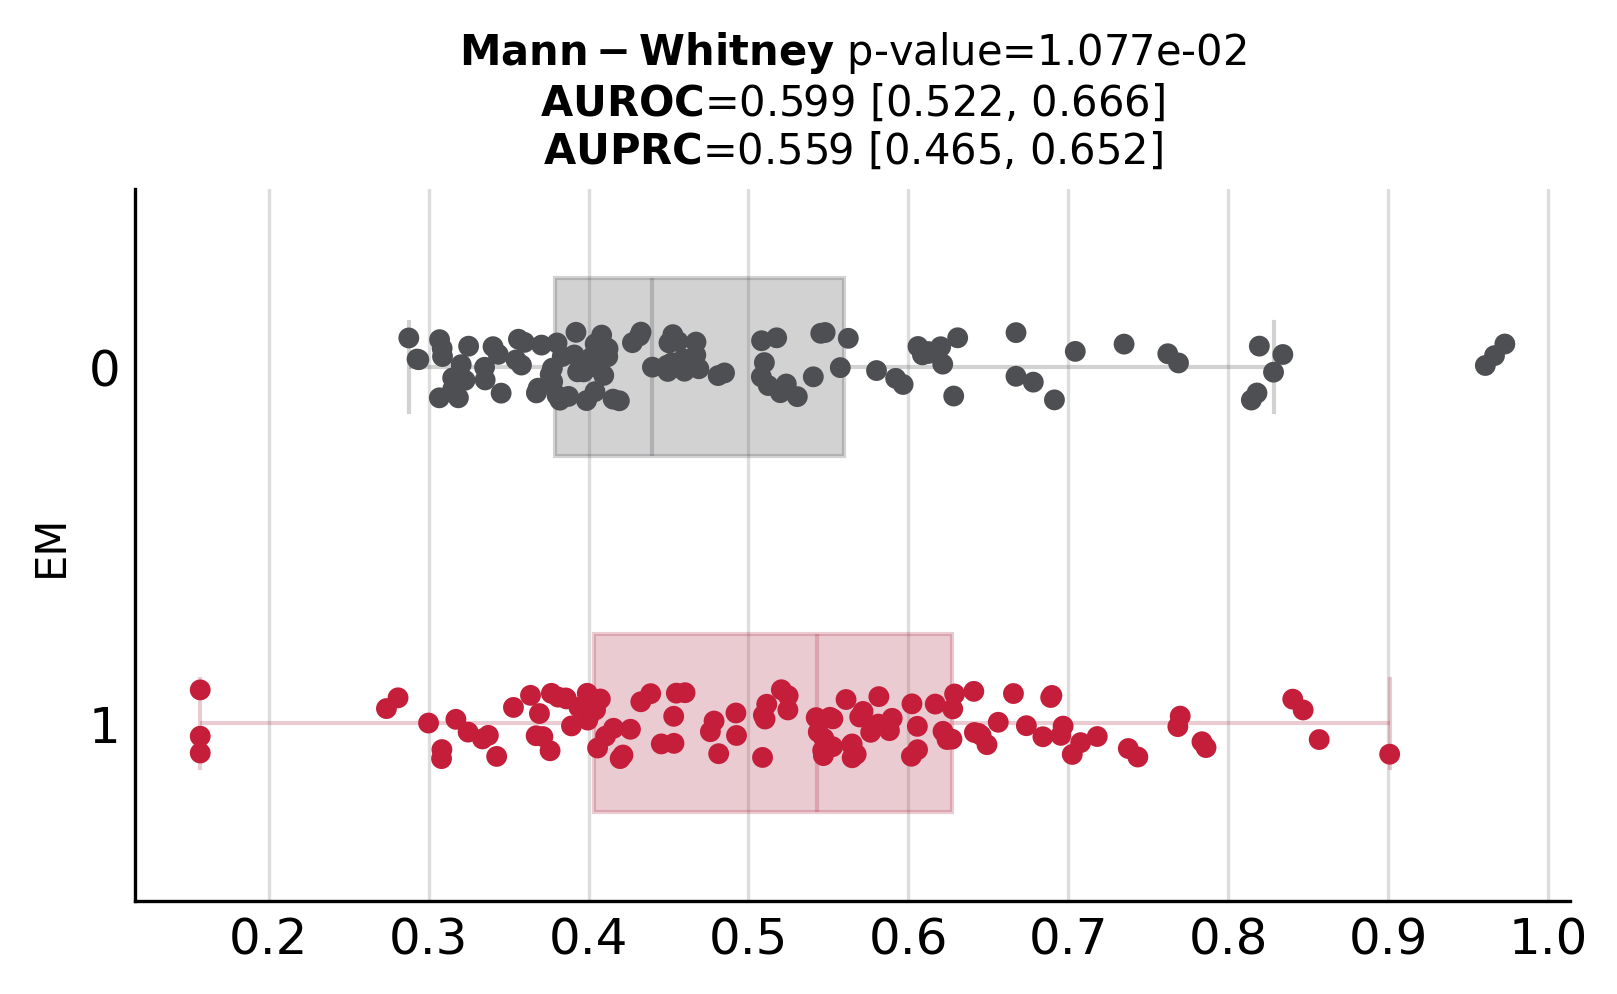 Mann − Whitney p-value=1.077e-02
AUROC=0.599 [0.522, 0.666]
AUPRC=0.559 [0.465, 0.652]
0
EM
1
0.2 0.3 0.4 0.5 0.6 0.7 0.8 0.9 1.0